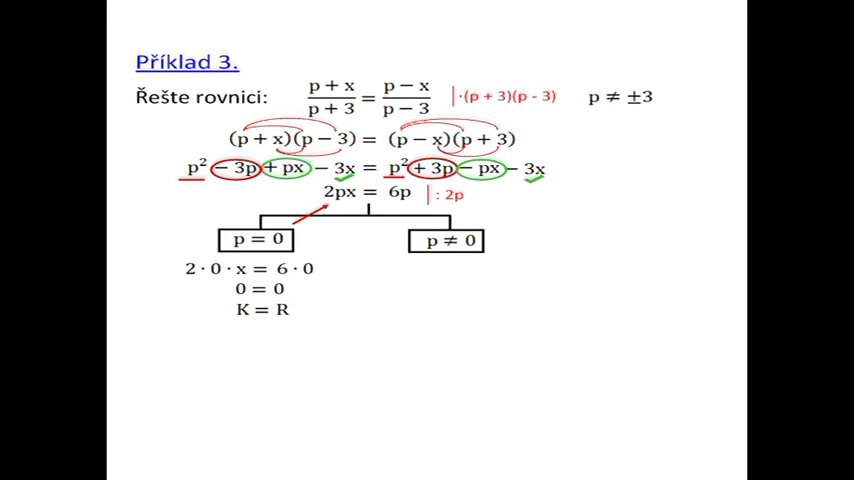 Příklad 3.
Řešte rovnici: p + x / p + 3 = p − x / p − 3 | ·(p + 3)(p - 3) p ≠ ±3
(p + x)(p − 3) = (p − x)(p + 3)
p² − 3p + px − 3x = p² + 3p − px − 3x
2px = 6p | : 2p
p = 0 p ≠ 0
2 · 0 · x = 6 · 0
0 = 0
K = R